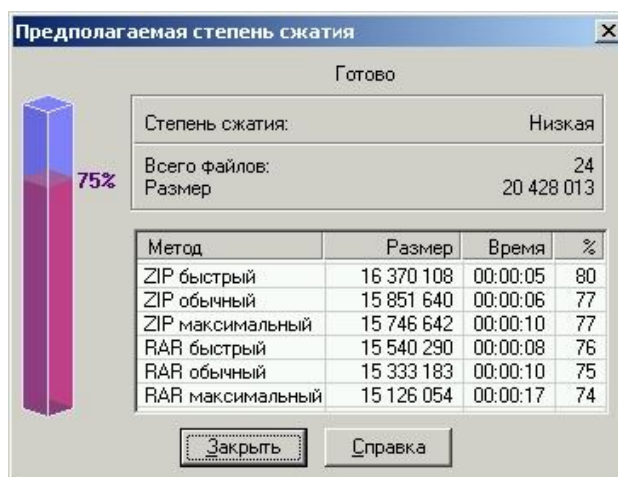 Предполагаемая степень сжатия
Готово
Степень сжатия: Низкая
Всего файлов: 24
Размер 20 428 013
75%
Метод Размер Время %
ZIP быстрый 16 370 108 00:00:05 80
ZIP обычный 15 851 640 00:00:06 77
ZIP максимальный 15 746 642 00:00:10 77
RAR быстрый 15 540 290 00:00:08 76
RAR обычный 15 333 183 00:00:10 75
RAR максимальный 15 126 054 00:00:17 74
Закрыть Справка